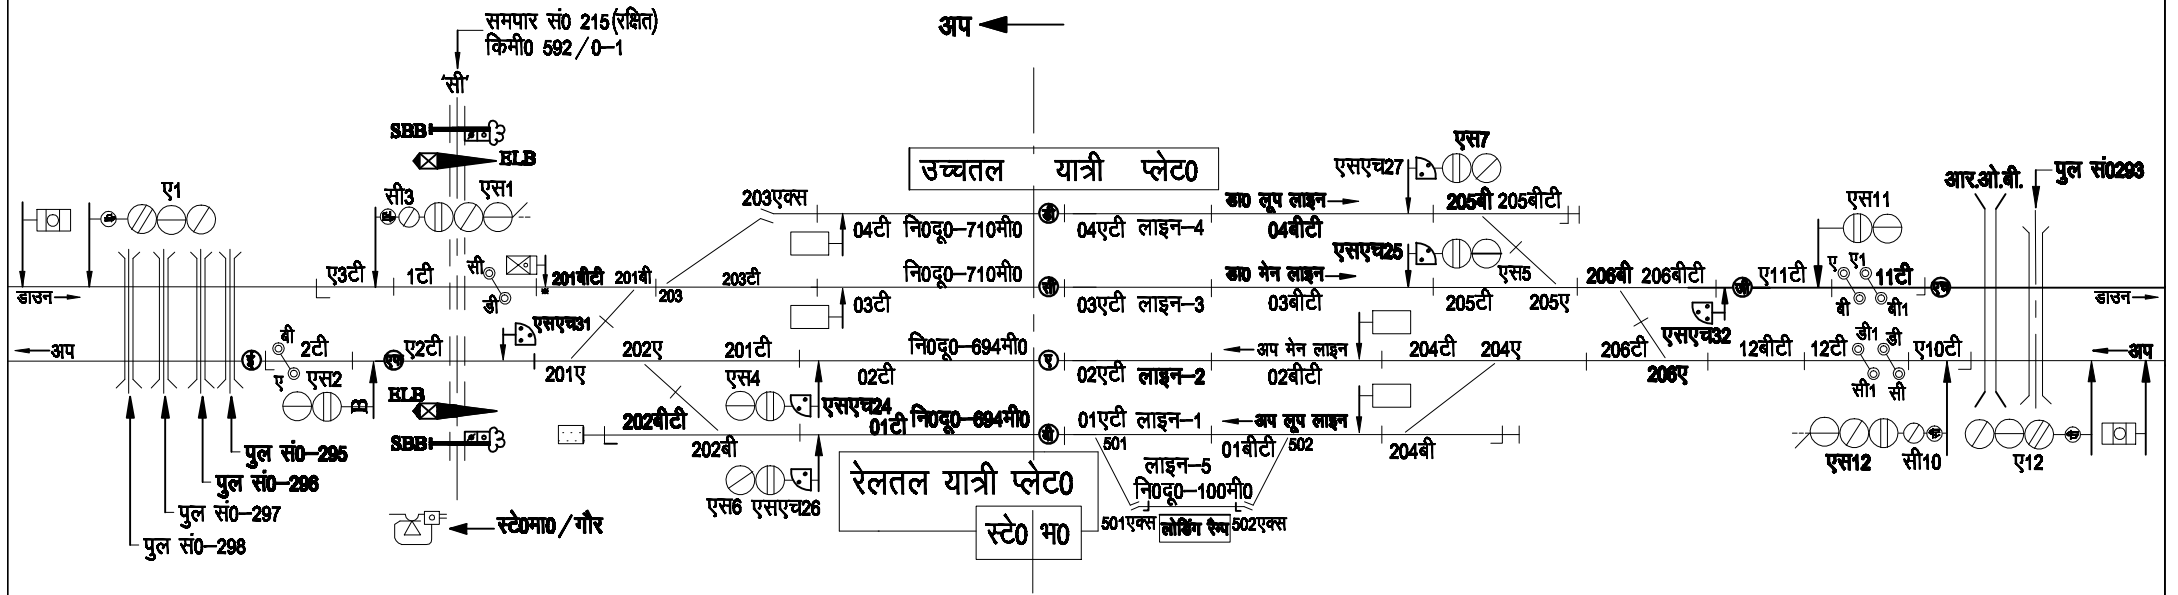 समपार सं0 215(रक्षित)
किमी0 592/0-1
अप
'सी'
SBB
ELB
उच्चतल यात्री प्लेट0
एस7
एसएच27
ए1
सी3
एस1
203एक्स
04टी
नि0दू0-710मी0
डी
04एटी
लाइन-4
डा0 लूप लाइन
04बीटी
205बी
205बीटी
एस11
आर.ओ.बी.
पुल सं0293
ए3टी
1टी
सी
डी
201बीटी
201बी
203
203टी
03टी
नि0दू0-710मी0
सी
03एटी
लाइन-3
डा0 मेन लाइन
03बीटी
एसएच25
एस5
205टी
205ए
206बी
206बीटी
जी
ए11टी
ए
ए1
बी
बी1
11टी
एच
डाउन
डाउन
अप
ई
बी
ए
2टी
एफ
ए2टी
एसएच31
201ए
202ए
201टी
02टी
नि0दू0-694मी0
ए
02एटी
लाइन-2
अप मेन लाइन
02बीटी
204टी
204ए
206टी
206ए
एसएच32
12बीटी
12टी
डी1
डी
सी1
सी
ए10टी
अप
एस2
B
ELB
SBB
202बीटी
202बी
एस4
एसएच24
01टी
नि0दू0-694मी0
बी
01एटी
लाइन-1
अप लूप लाइन
01बीटी
501
502
204बी
एस12
सी10
ए12
पुल सं0-295
पुल सं0-296
पुल सं0-297
पुल सं0-298
एस6
एसएच26
रेलतल यात्री प्लेट0
स्टे0 भ0
लाइन-5
नि0दू0-100मी0
501एक्स
लोडिंग रैम्प
502एक्स
स्टे0मा0/गौर